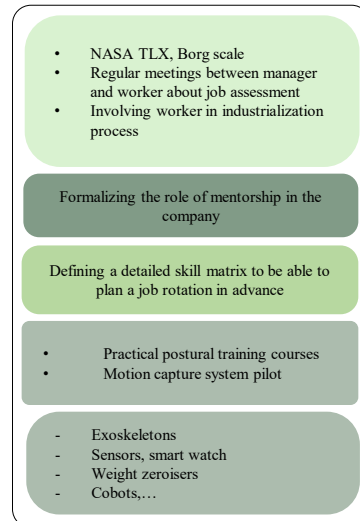 • NASA TLX, Borg scale
• Regular meetings between manager
and worker about job assessment
• Involving worker in industrialization
process
Formalizing the role of mentorship in the
company
Defining a detailed skill matrix to be able to
plan a job rotation in advance
• Practical postural training courses
• Motion capture system pilot
- Exoskeletons
- Sensors, smart watch
- Weight zeroisers
- Cobots,…